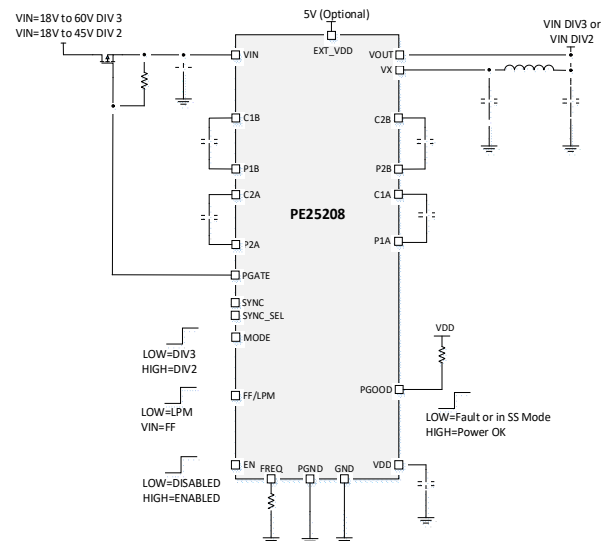 VIN=18V to 60V DIV 3
VIN=18V to 45V DIV 2
5V (Optional)
VIN DIV3 or
VIN DIV2
EXT_VDD
VIN
VOUT
VX
C1B
C2B
P1B
P2B
C2A
C1A
PE25208
P2A
P1A
PGATE
SYNC
SYNC_SEL
MODE
VDD
LOW=DIV3
HIGH=DIV2
FF/LPM
PGOOD
LOW=LPM
VIN=FF
LOW=Fault or in SS Mode
HIGH=Power OK
EN
FREQ
PGND
GND
VDD
LOW=DISABLED
HIGH=ENABLED